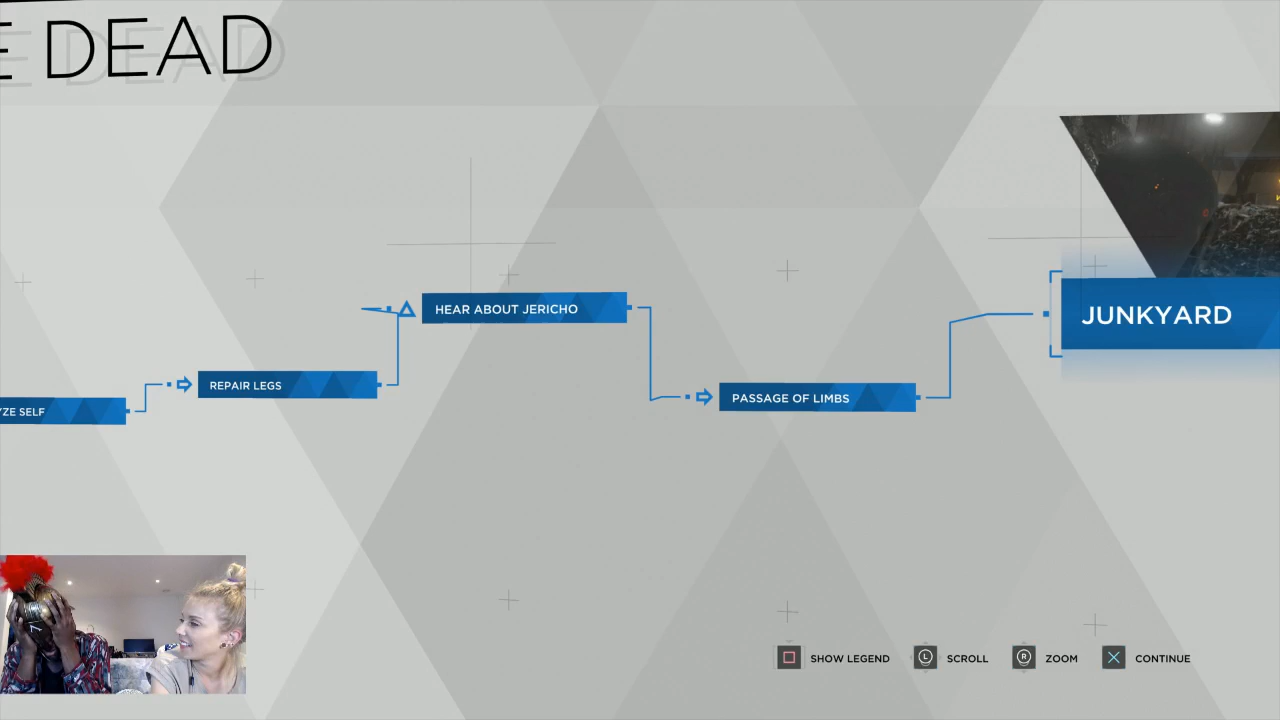 E DEAD
HEAR ABOUT JERICHO
JUNKYARD
REPAIR LEGS
PASSAGE OF LIMBS
YZE SELF
SHOW LEGEND
L SCROLL
R ZOOM
CONTINUE